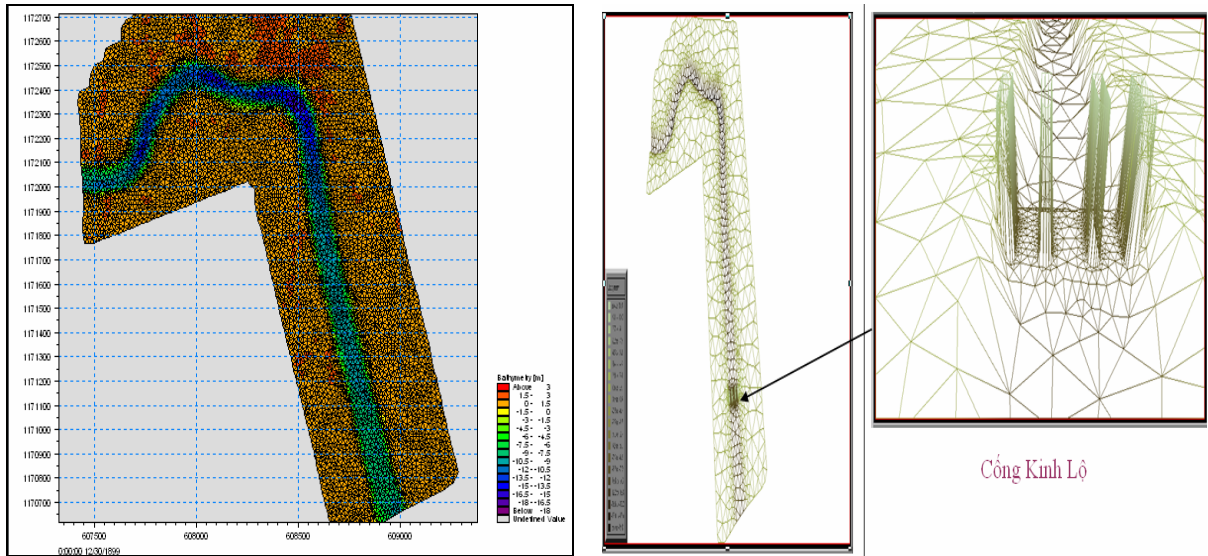 1172700
1172600
1172500
1172400
1172300
1172200
1172100
1172000
1171900
1171800
1171700
1171600
1171500
1171400
1171300
1171200
1171100
1171000
1170900
1170800
1170700
607500 608000 608500 609000
0:00:00 12/30/1899
Bathymetry [m]
Above 3
1.5 - 3
0 - 1.5
-1.5 - 0
-3 - -1.5
-4.5 - -3
-6 - -4.5
-7.5 - -6
-9 - -7.5
-10.5 - -9
-12 - -10.5
-13.5 - -12
-15 - -13.5
-16.5 - -15
-18 - -16.5
Below -18
Undefined Value
Cống Kinh Lộ